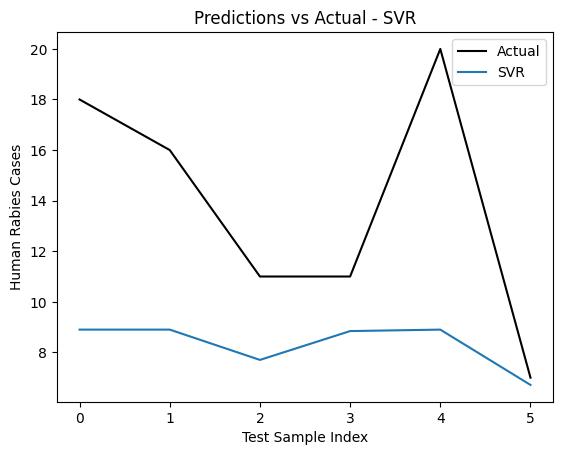 Predictions vs Actual - SVR
Actual
SVR
Human Rabies Cases
20
18
16
14
12
10
8
0 1 2 3 4 5
Test Sample Index